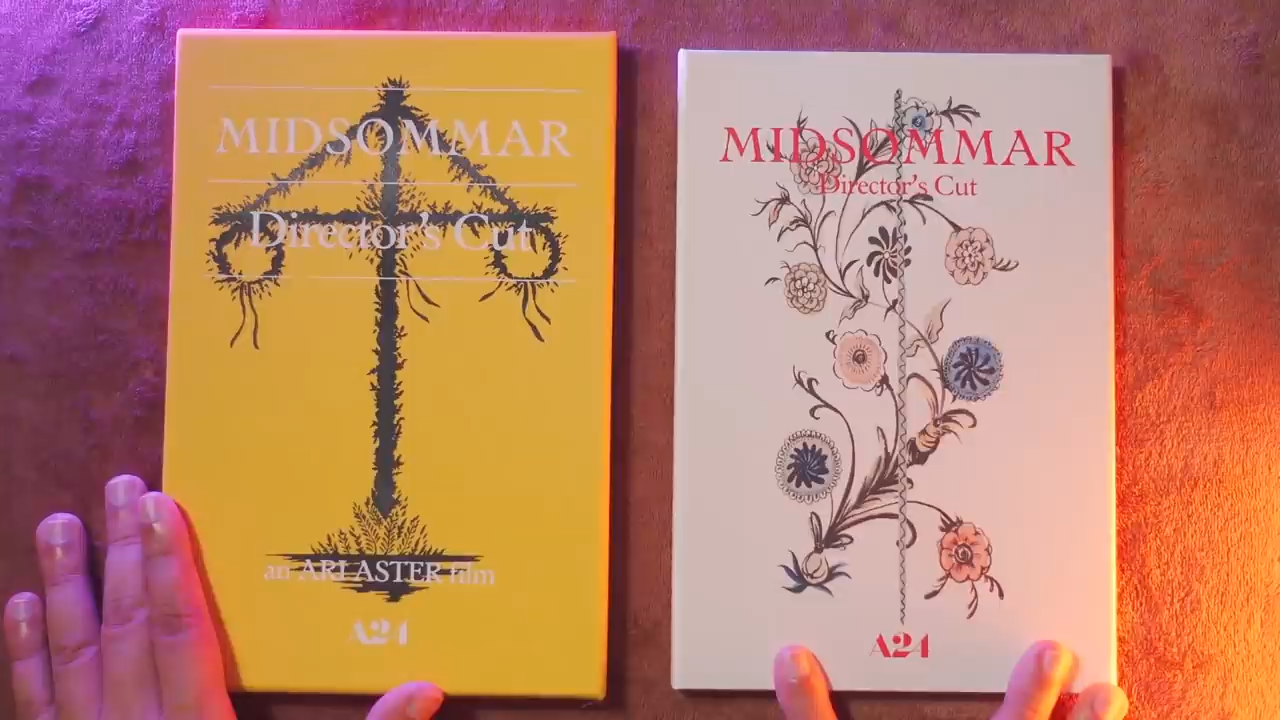 MIDSOMMAR
Director's Cut
an ARI ASTER film
A24
MIDSOMMAR
Director's Cut
A24